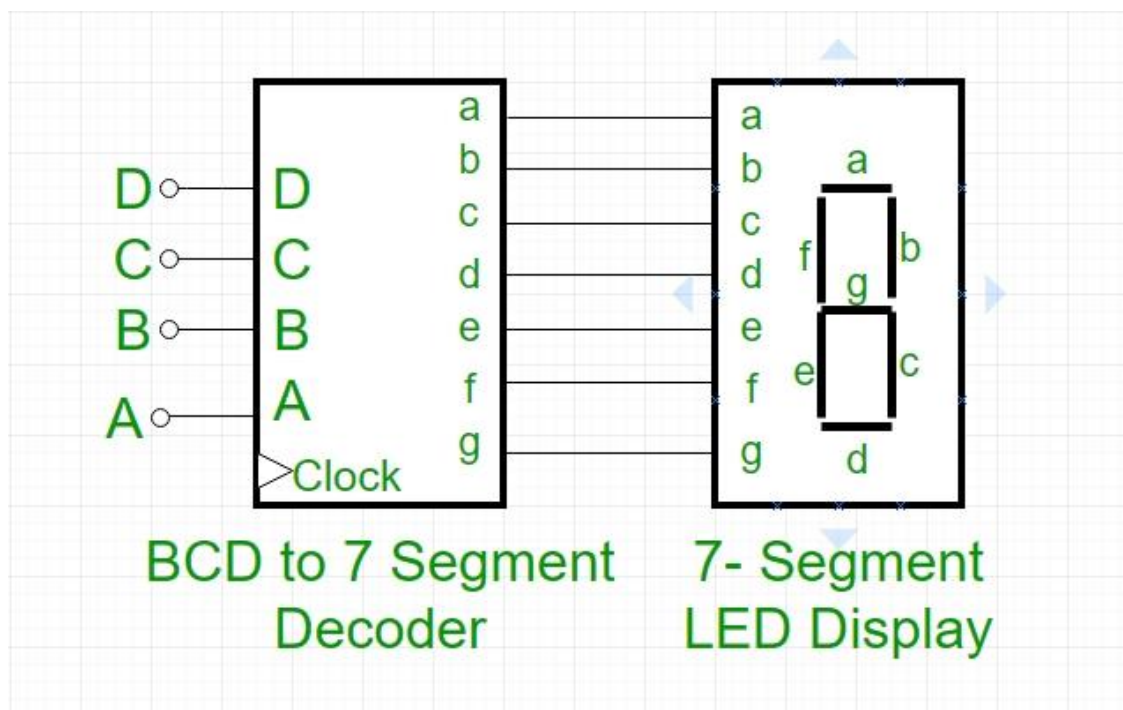 D
C
B
A
D
C
B
A
Clock
a
b
c
d
e
f
g
a
b
c
d
e
f
g
a
f
b
g
e
c
d
BCD to 7 Segment
Decoder
7- Segment
LED Display